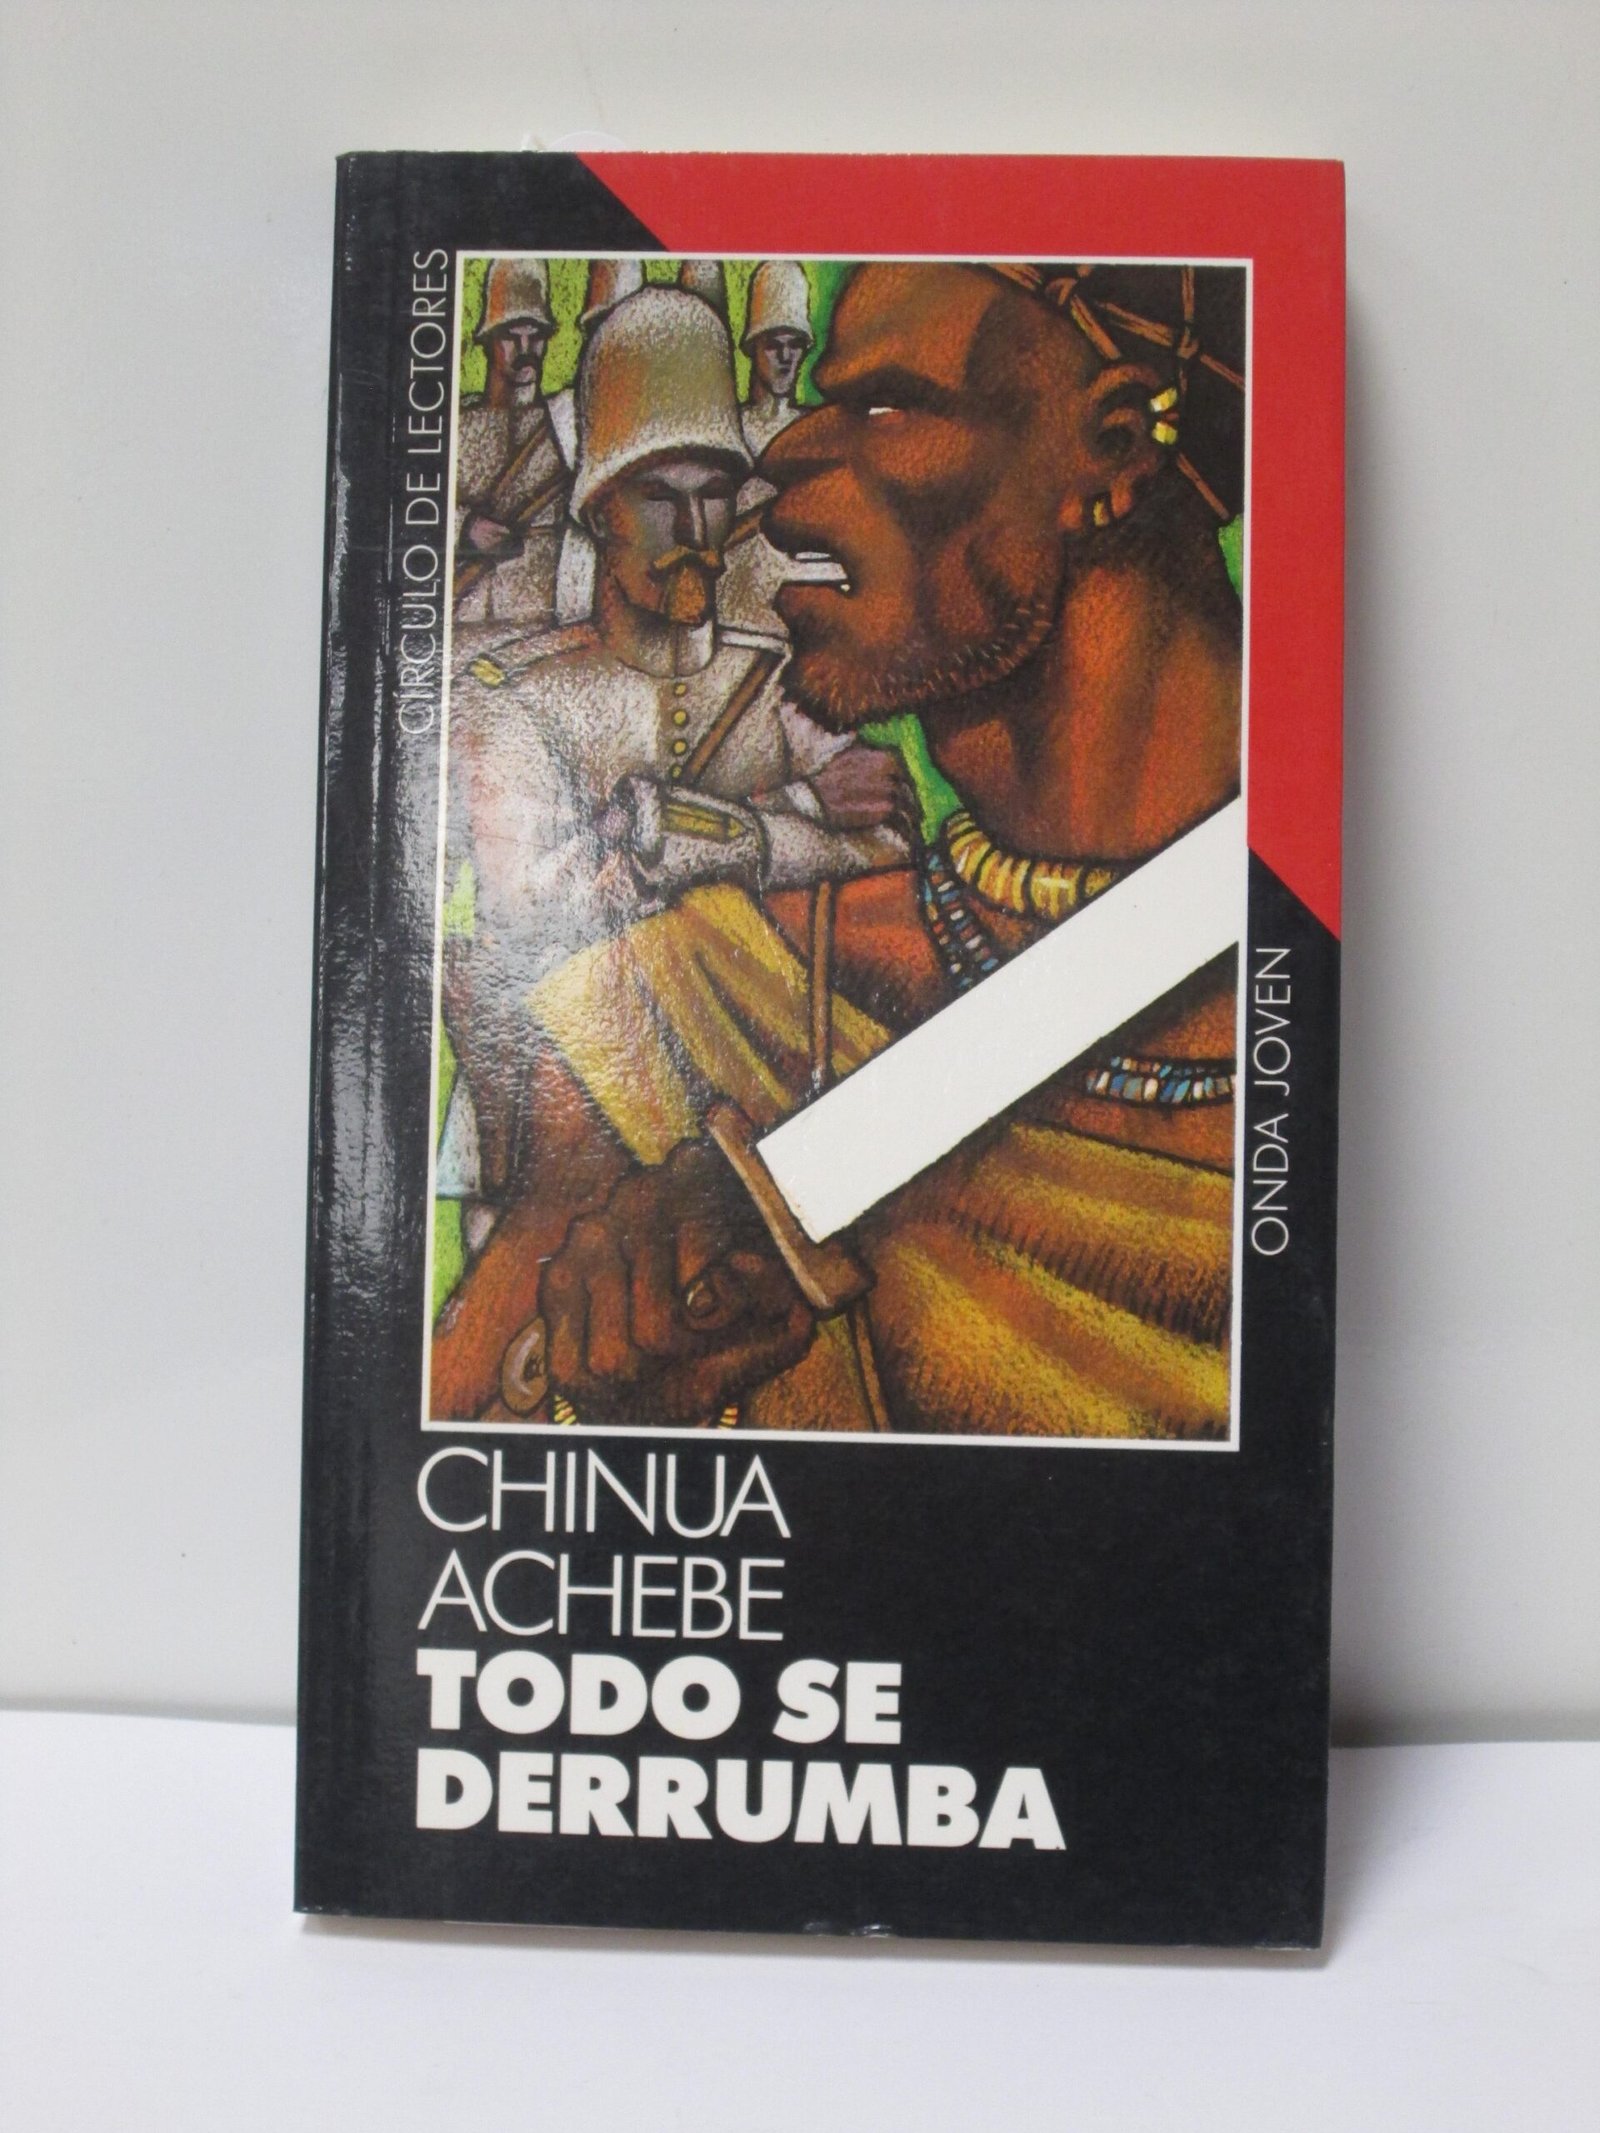 CÍRCULO DE LECTORES
ONDA JOVEN
CHINUA
ACHEBE
TODO SE
DERRUMBA